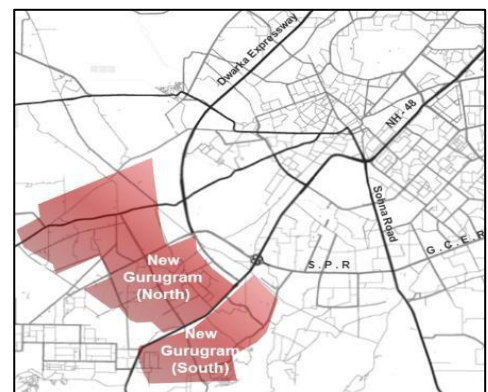 Dwarka Expressway
NH - 48
Sohna Road
G. C. E. R
S. P. R
New
Gurugram
(North)
New
Gurugram
(South)